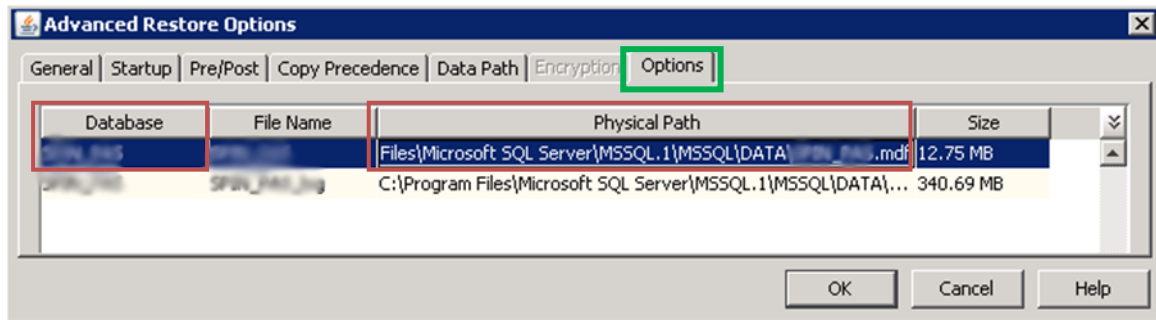 Advanced Restore Options
General Startup Pre/Post Copy Precedence Data Path Encryption Options
Database File Name Physical Path Size
Files\Microsoft SQL Server\MSSQL.1\MSSQL\DATA\ .mdf 12.75 MB
C:\Program Files\Microsoft SQL Server\MSSQL.1\MSSQL\DATA\... 340.69 MB
OK Cancel Help